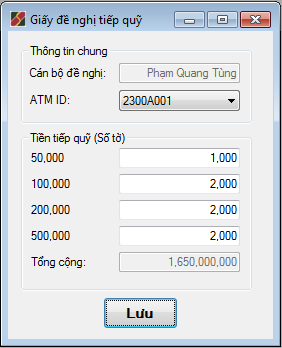 Giấy đề nghị tiếp quỹ
Thông tin chung
Cán bộ đề nghị: Phạm Quang Tùng
ATM ID: 2300A001
Tiền tiếp quỹ (Số tờ)
50,000 1,000
100,000 2,000
200,000 2,000
500,000 2,000
Tổng cộng: 1,650,000,000
Lưu